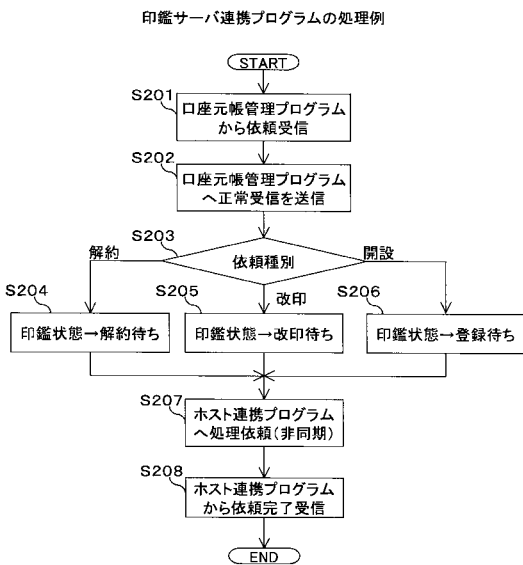 印鑑サーバ連携プログラムの処理例
START
S201
口座元帳管理プログラム
から依頼受信
S202
口座元帳管理プログラム
へ正常受信を送信
S203
依頼種別
解約
開設
改印
S204
印鑑状態→解約待ち
S205
印鑑状態→改印待ち
S206
印鑑状態→登録待ち
S207
ホスト連携プログラム
へ処理依頼(非同期)
S208
ホスト連携プログラム
から依頼完了受信
END